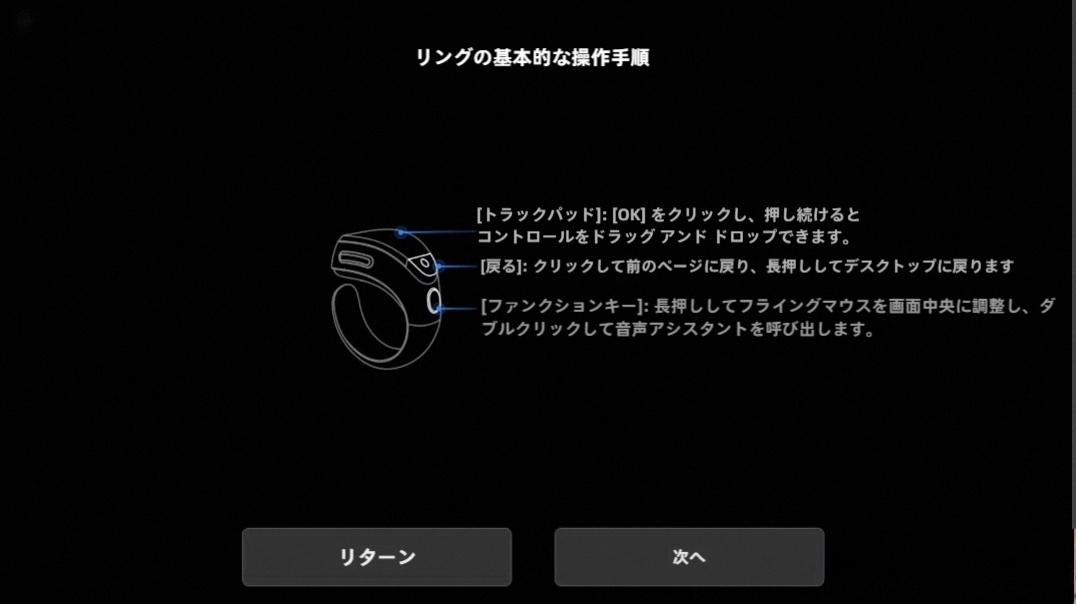 リングの基本的な操作手順
[トラックパッド]: [OK] をクリックし、押し続けると
コントロールをドラッグ アンド ドロップできます。
[戻る]: クリックして前のページに戻り、長押ししてデスクトップに戻ります
[ファンクションキー]: 長押ししてフライングマウスを画面中央に調整し、ダ
ブルクリックして音声アシスタントを呼び出します。
リターン
次へ